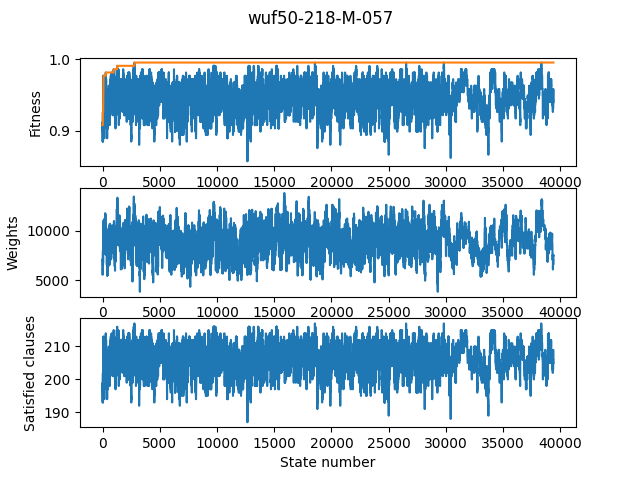 wuf50-218-M-057
1.0
0.9
Fitness
0 5000 10000 15000 20000 25000 30000 35000 40000
10000
5000
Weights
0 5000 10000 15000 20000 25000 30000 35000 40000
210
200
190
Satisfied clauses
0 5000 10000 15000 20000 25000 30000 35000 40000
State number